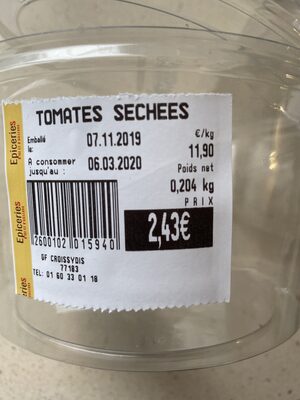 TOMATES SECHEES
Emballé
le:
07.11.2019
€/kg
11,90
A consommer
jusqu'au :
06.03.2020
Poids net
0,204 kg
PRIX
2,43€
2600102 015940
GF CROISSYDIS
77183
TEL: 01 60 33 01 18
Epiceries
Epiceries